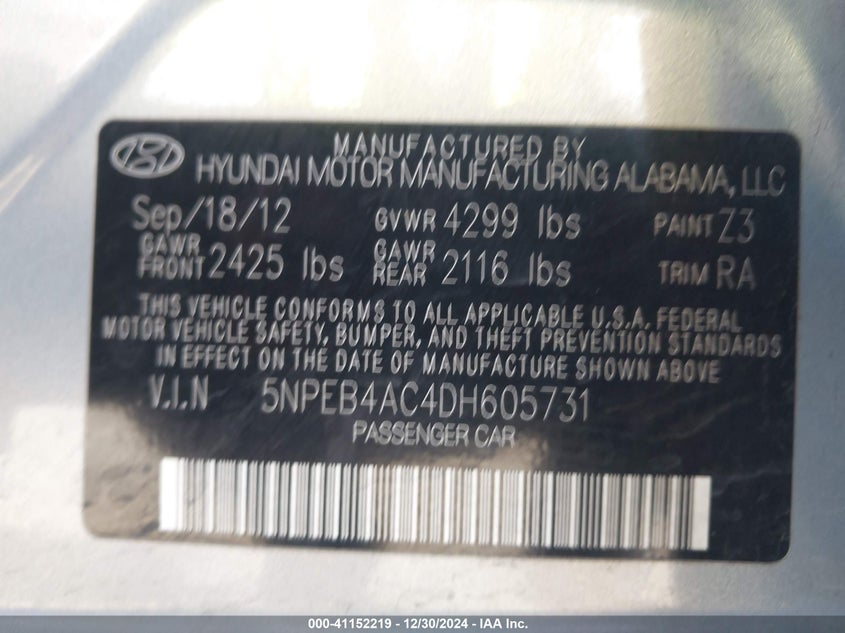 MANUFACTURED BY
HYUNDAI MOTOR MANUFACTURING ALABAMA, LLC
Sep/18/12 GVWR 4299 lbs PAINT Z3
GAWR FRONT 2425 lbs GAWR REAR 2116 lbs TRIM RA
THIS VEHICLE CONFORMS TO ALL APPLICABLE U.S.A. FEDERAL
MOTOR VEHICLE SAFETY, BUMPER, AND THEFT PREVENTION STANDARDS
IN EFFECT ON THE DATE OF MANUFACTURE SHOWN ABOVE
V.I.N 5NPEB4AC4DH605731
PASSENGER CAR
000-41152219 - 12/30/2024 - IAA Inc.